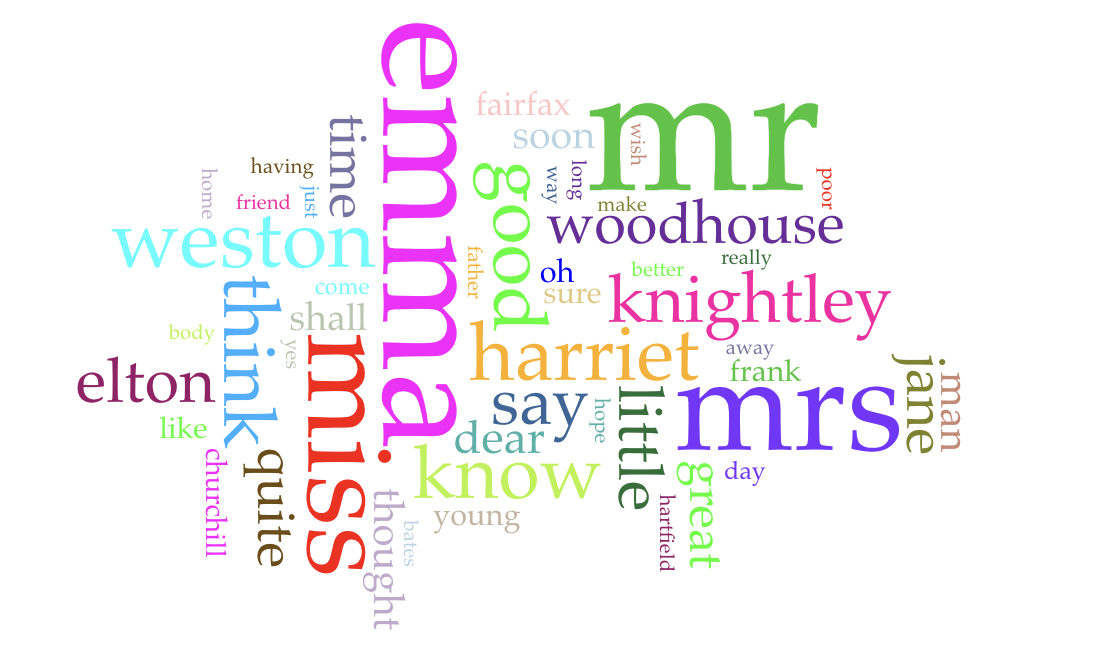 emma
mr
fairfax
soon
wish
time
having
home
friend
just
good
way
long
make
poor
woodhouse
weston
father
oh
better
really
come
sure
knightley
think
shall
body
yes
miss
harriet
away
frank
elton
say
hope
little
mrs
jane
man
like
dear
know
day
great
churchill
quite
thought
bates
young
hartfield